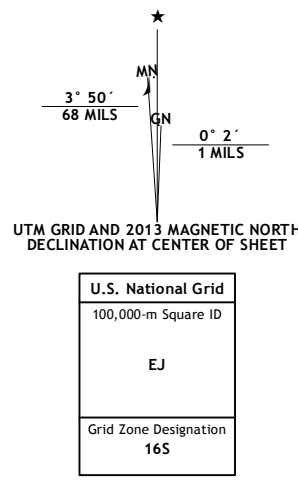 ★
MN
3° 50´
68 MILS
GN
0° 2´
1 MILS
UTM GRID AND 2013 MAGNETIC NORTH
DECLINATION AT CENTER OF SHEET
U.S. National Grid
100,000-m Square ID
EJ
Grid Zone Designation
16S